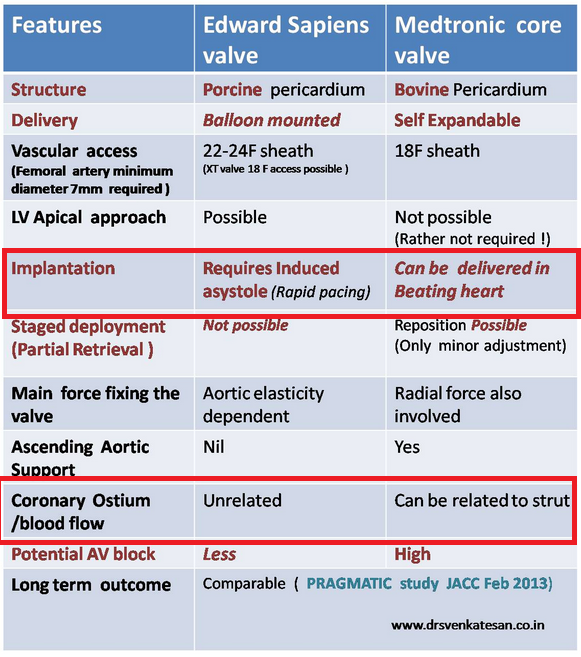 Features Edward Sapiens Medtronic core
valve valve
Structure Porcine pericardium Bovine Pericardium
Delivery Balloon mounted Self Expandable
Vascular access 22-24F sheath 18F sheath
(Femoral artery minimum (XT valve 18 F access possible )
diameter 7mm required )
LV Apical approach Possible Not possible
(Rather not required !)
Implantation Requires Induced Can be delivered in
asystole (Rapid pacing) Beating heart
Staged deployment Not possible Reposition Possible
(Partial Retrieval ) (Only minor adjustment)
Main force fixing the Aortic elasticity Radial force also
valve dependent involved
Ascending Aortic Nil Yes
Support
Coronary Ostium Unrelated Can be related to strut
/blood flow
Potential AV block Less High
Long term outcome Comparable ( PRAGMATIC study JACC Feb 2013)
www.drsvenkatesan.co.in